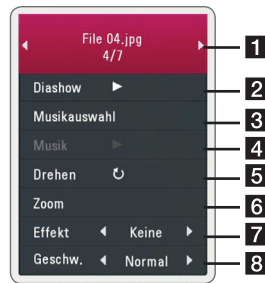 File 04.jpg
4/7
1
Diashow
2
Musikauswahl
3
Musik
4
Drehen
5
Zoom
6
Effekt Keine
7
Geschw. Normal
8